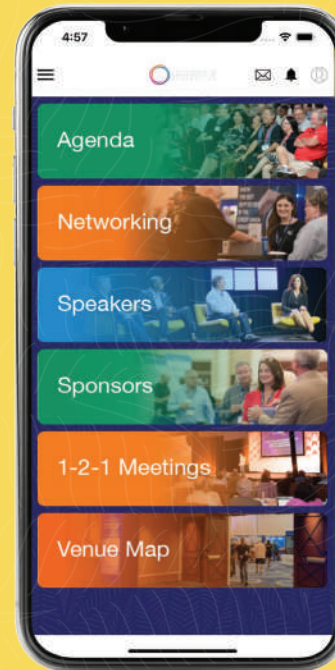 4:57
Agenda
Networking
Speakers
Sponsors
1-2-1 Meetings
Venue Map